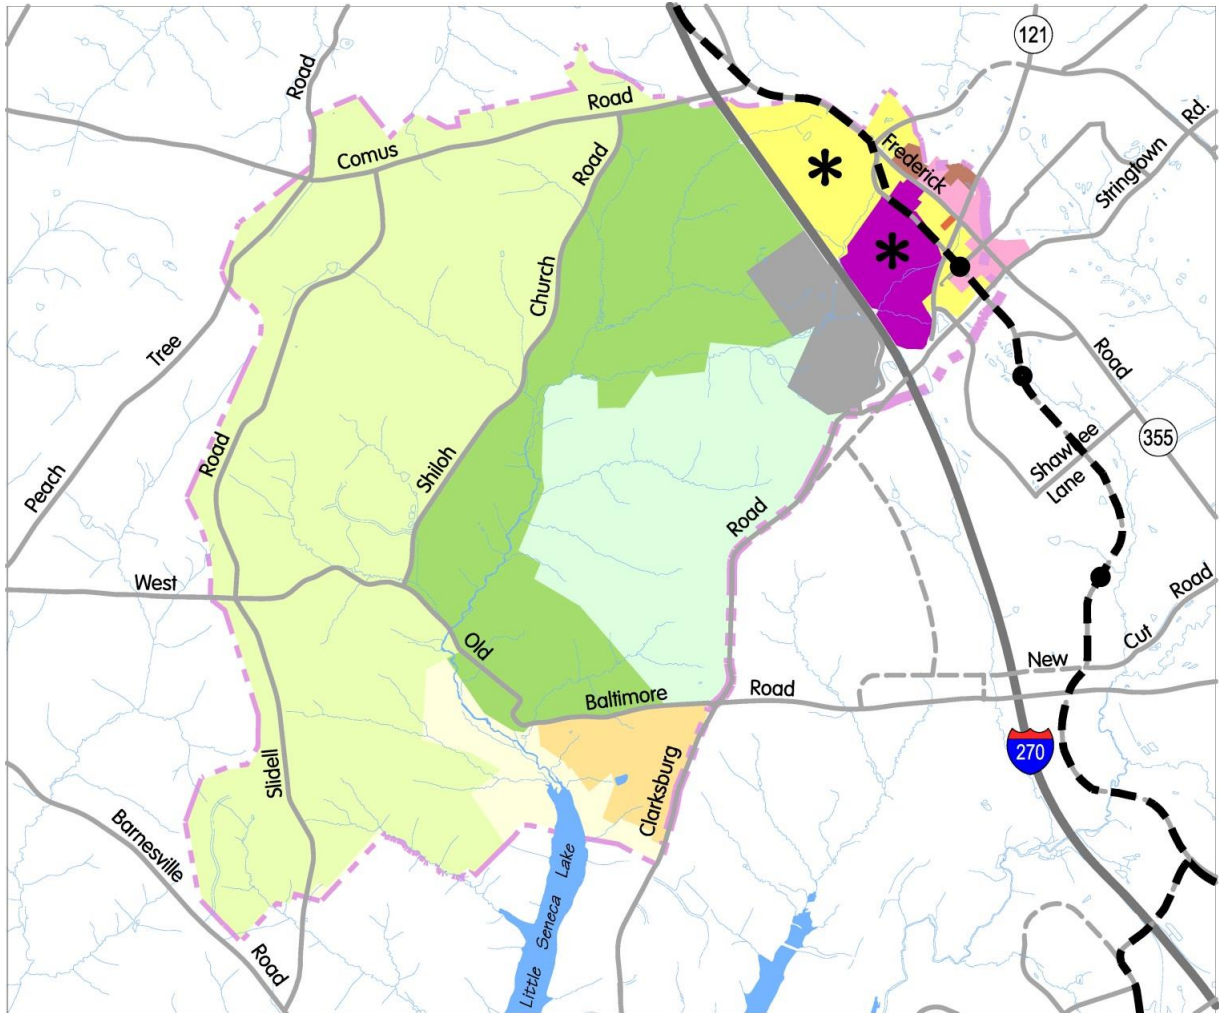 121
Road
Rd.
Road
Comus
Frederick
Stringtown
Road
Church
Tree
Road
Road
Shiloh
355
Peach
Shawnee
Lane
Road
West
Road
Cut
New
Old
Baltimore
Road
270
Slidell
Clarksburg
Barnesville
Road
Little Seneca Lake